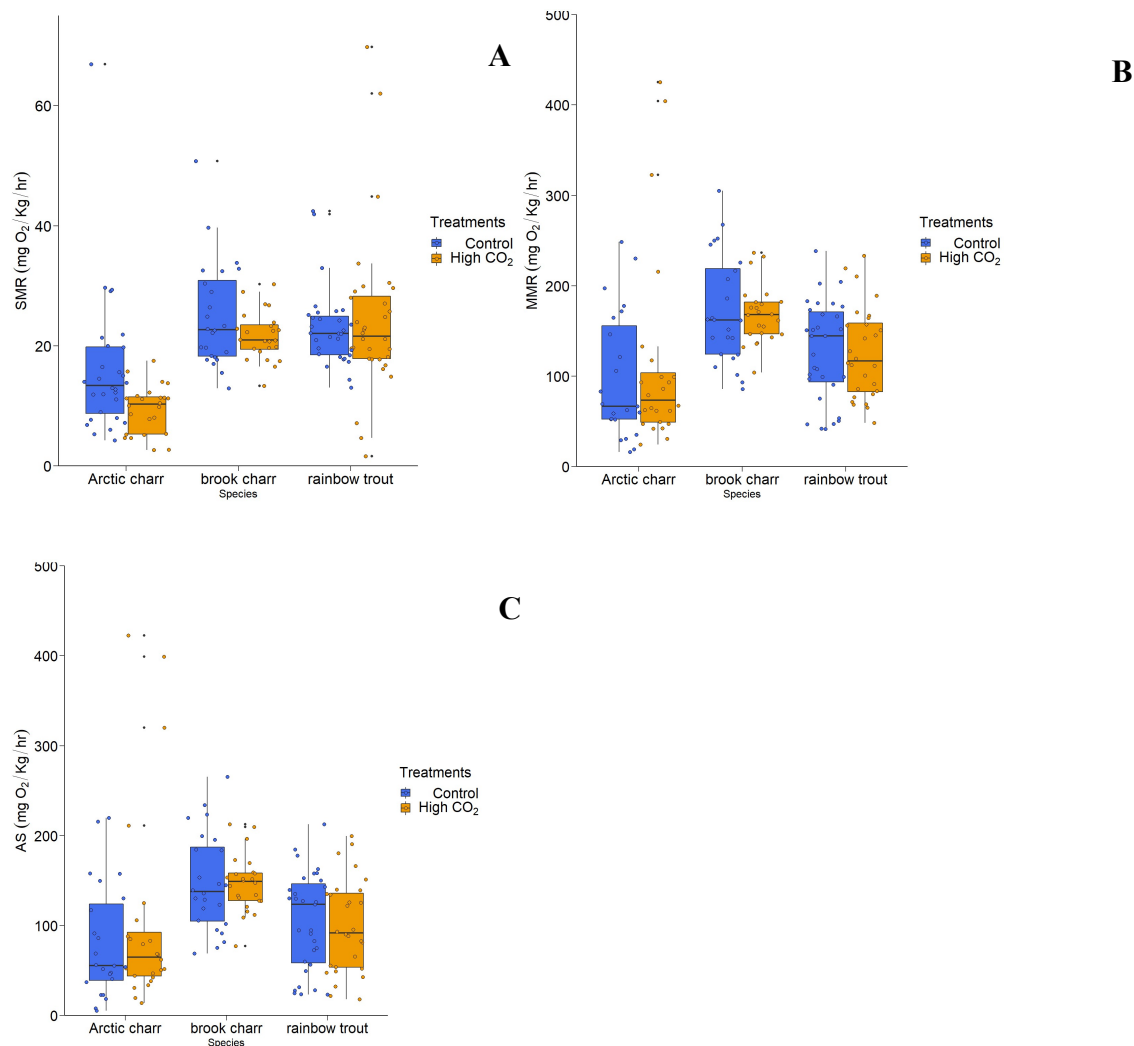 A
60
40
20
0
SMR (mg O₂/Kg/hr)
Arctic charr brook charr rainbow trout
Species
Treatments
Control
High CO₂
B
500
400
300
200
100
0
MMR (mg O₂/Kg/hr)
Arctic charr brook charr rainbow trout
Species
Treatments
Control
High CO₂
C
500
400
300
200
100
0
AS (mg O₂/Kg/hr)
Arctic charr brook charr rainbow trout
Species
Treatments
Control
High CO₂